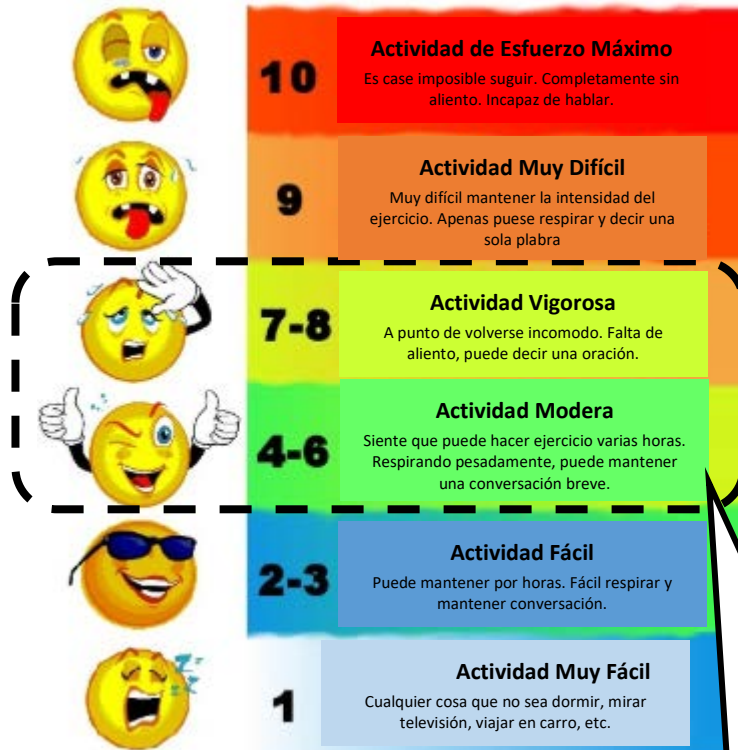 10
Actividad de Esfuerzo Máximo
Es case imposible suguir. Completamente sin
aliento. Incapaz de hablar.
9
Actividad Muy Difícil
Muy difícil mantener la intensidad del
ejercicio. Apenas puese respirar y decir una
sola plabra
7-8
Actividad Vigorosa
A punto de volverse incomodo. Falta de
aliento, puede decir una oración.
4-6
Actividad Modera
Siente que puede hacer ejercicio varias horas.
Respirando pesadamente, puede mantener
una conversación breve.
2-3
Actividad Fácil
Puede mantener por horas. Fácil respirar y
mantener conversación.
1
Actividad Muy Fácil
Cualquier cosa que no sea dormir, mirar
televisión, viajar en carro, etc.